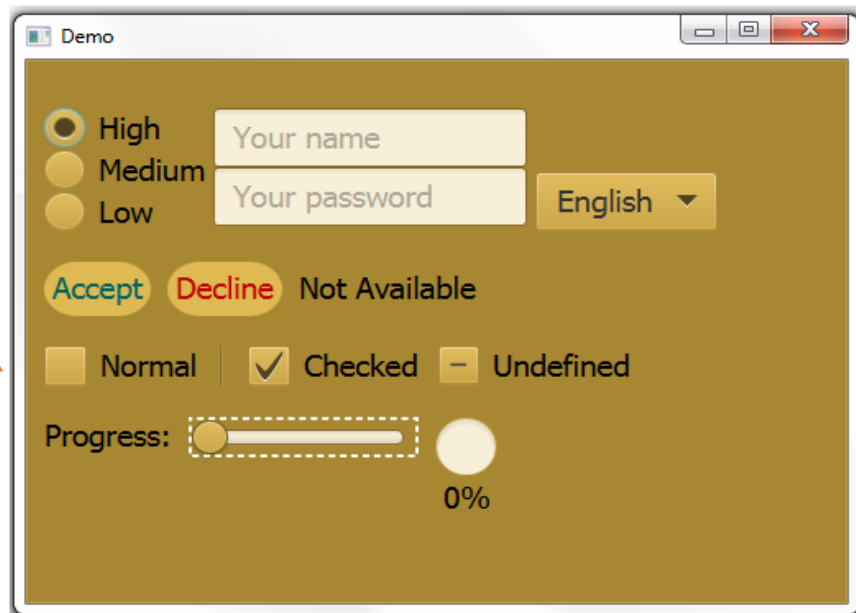 Demo
High
Your name
Medium
Your password
English
Low
Accept Decline Not Available
Normal Checked Undefined
Progress:
0%